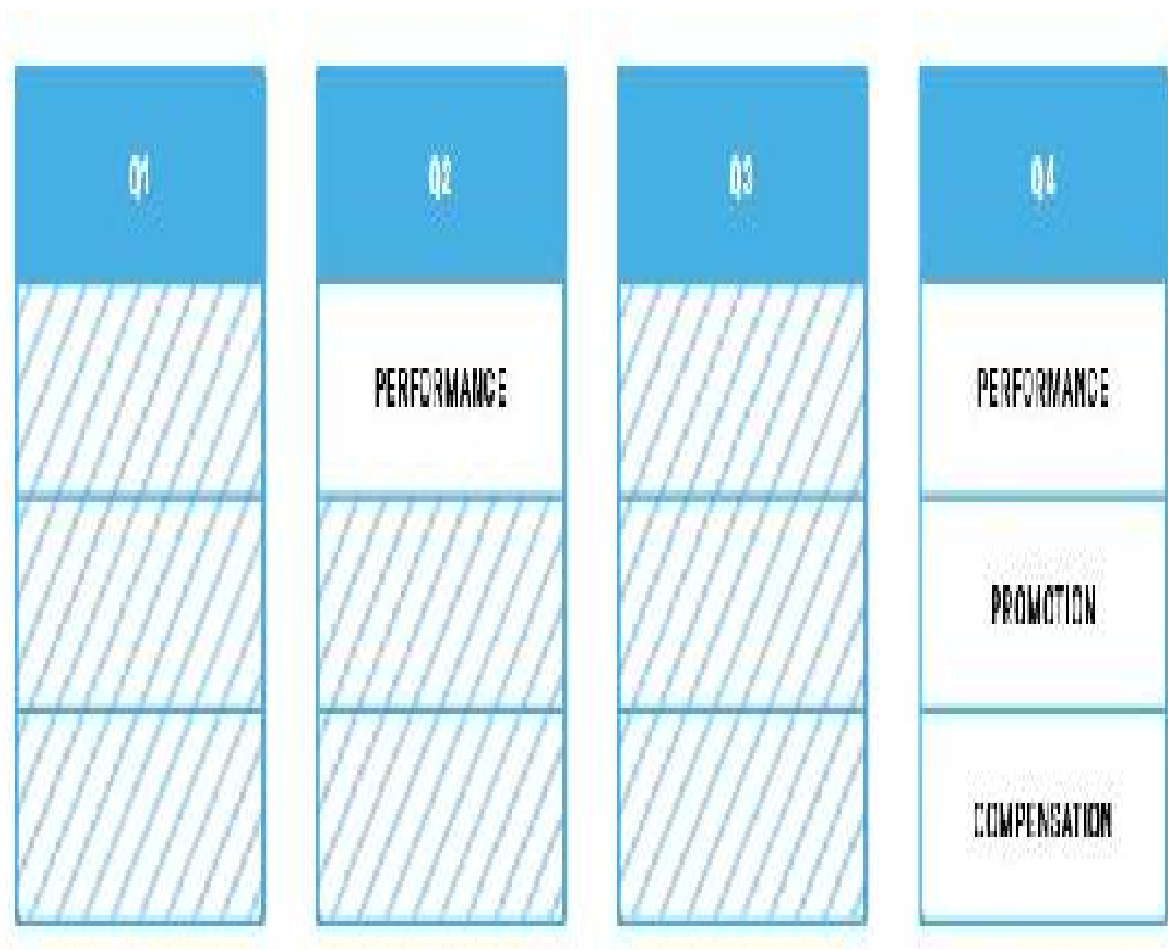 Q1 Q2 Q3 Q4
PERFORMANCE PERFORMANCE
PROMOTION
COMPENSATION